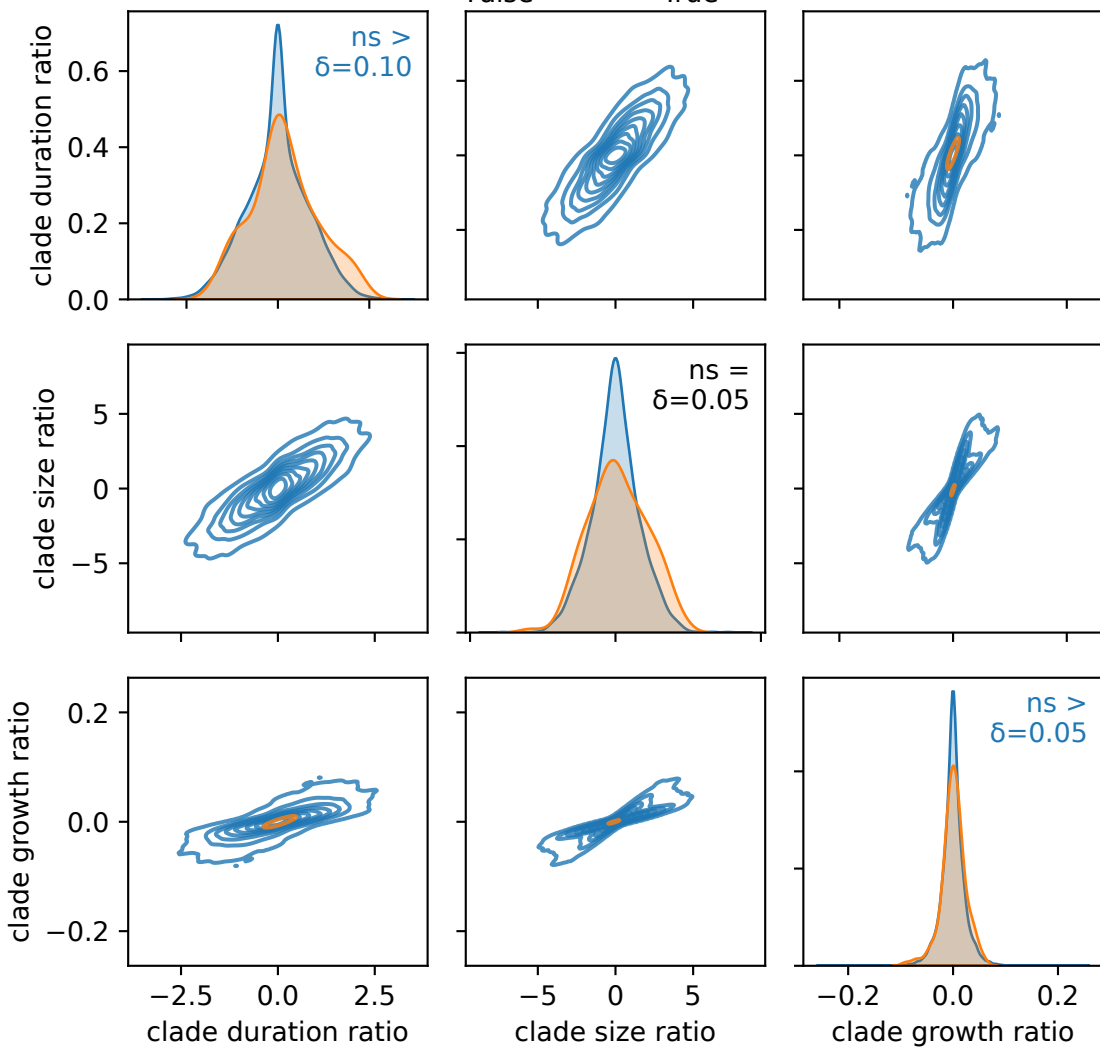 ns >
δ=0.10
clade duration ratio
0.6
0.4
0.2
0.0
ns =
δ=0.05
clade size ratio
5
0
−5
ns >
δ=0.05
clade growth ratio
0.2
0.0
−0.2
−2.5 0.0 2.5
−5 0 5
−0.2 0.0 0.2
clade duration ratio
clade size ratio
clade growth ratio